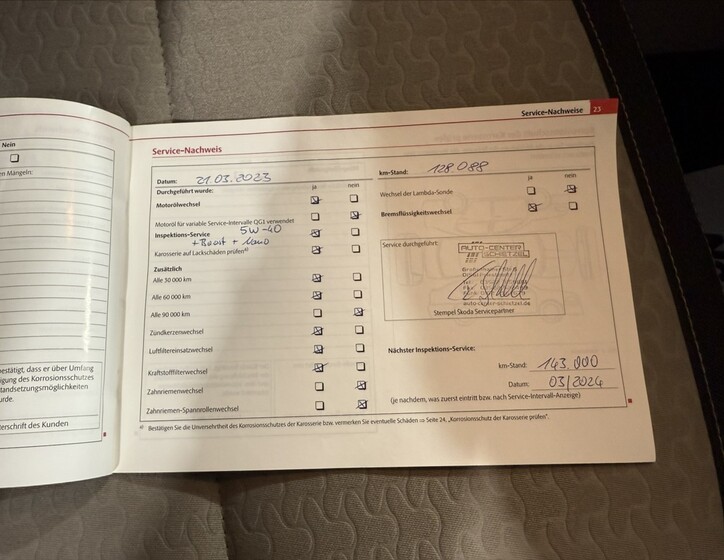 Service-Nachweise 23
Nein
n Mängeln:
estätigt, dass er über Umfang
igung des Korrosionsschutzes
tandsetzungsmöglichkeiten
urde.
terschrift des Kunden
Service-Nachweis
Datum: 21.03.2023
Durchgeführt wurde: ja nein
Motorölwechsel
Motoröl für variable Service-Intervalle QG1 verwendet
Inspektions-Service 5W-40
Karosserie auf Lackschäden prüfen a)
Zusätzlich
Alle 30 000 km
Alle 60 000 km
Alle 90 000 km
Zündkerzenwechsel
Luftfiltereinsatzwechsel
Kraftstofffilterwechsel
Zahnriemenwechsel
Zahnriemen-Spannrollenwechsel
km-Stand: 128 088
ja nein
Wechsel der Lambda-Sonde
Bremsflüssigkeitswechsel
Service durchgeführt:
AUTO-CENTER
SCHIETZEL
auto-center-schietzel.de
Stempel Škoda Servicepartner
Nächster Inspektions-Service:
km-Stand: 143.000
Datum: 03/2024
(je nachdem, was zuerst eintritt bzw. nach Service-Intervall-Anzeige)
a) Bestätigen Sie die Unversehrtheit des Korrosionsschutzes der Karosserie bzw. vermerken Sie eventuelle Schäden ⇒ Seite 24, „Korrosionsschutz der Karosserie prüfen“.